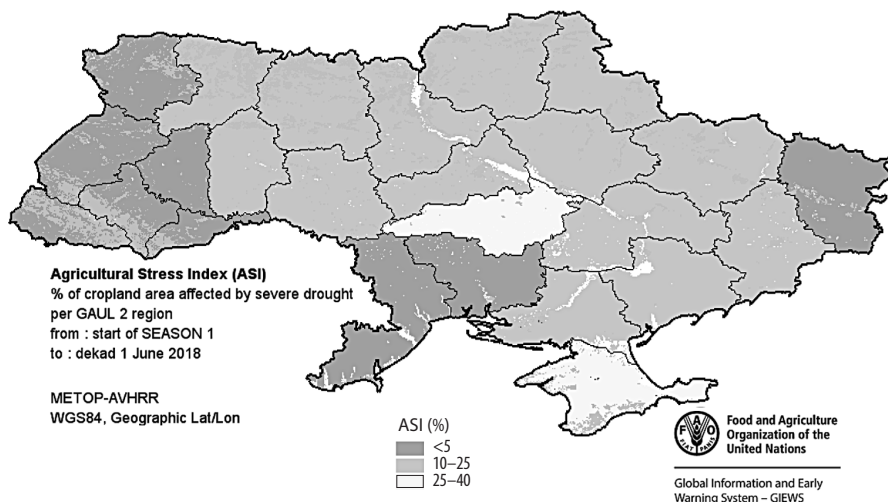 Agricultural Stress Index (ASI)
% of cropland area affected by severe drought
per GAUL 2 region
from : start of SEASON 1
to : dekad 1 June 2018
METOP-AVHRR
WGS84, Geographic Lat/Lon
ASI (%)
<5
10–25
25–40
F A O
FIAT PANIS
Food and Agriculture
Organization of the
United Nations
Global Information and Early
Warning System – GIEWS